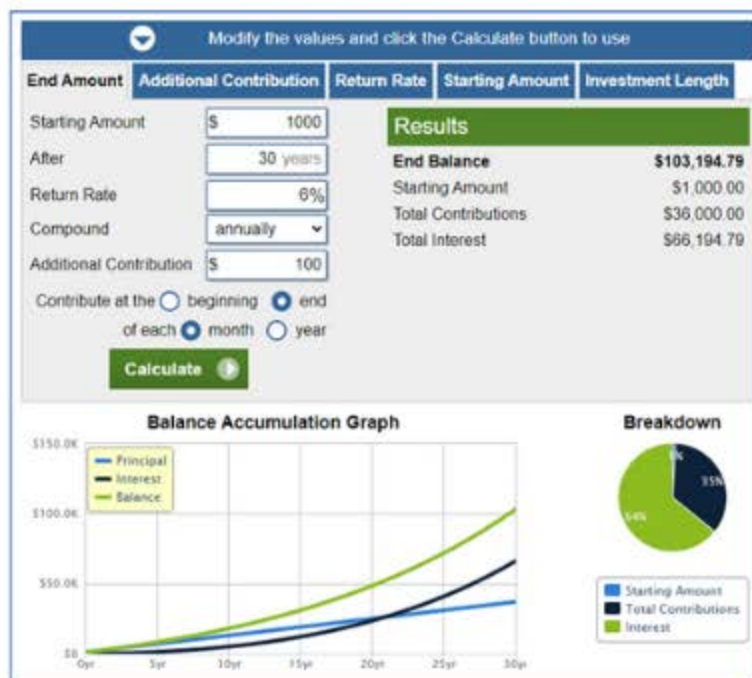 Modify the values and click the Calculate button to use
End Amount Additional Contribution Return Rate Starting Amount Investment Length
Starting Amount $ 1000
After 30 years
Return Rate 6%
Compound annually
Additional Contribution $ 100
Contribute at the beginning end
of each month year
Calculate
Results
End Balance $103,194.79
Starting Amount $1,000.00
Total Contributions $36,000.00
Total Interest $66,194.79
Balance Accumulation Graph
$150.0K
$100.0K
$50.0K
$0
Principal
Interest
Balance
0yr 5yr 10yr 15yr 20yr 25yr 30yr
Breakdown
35%
64%
Starting Amount
Total Contributions
Interest